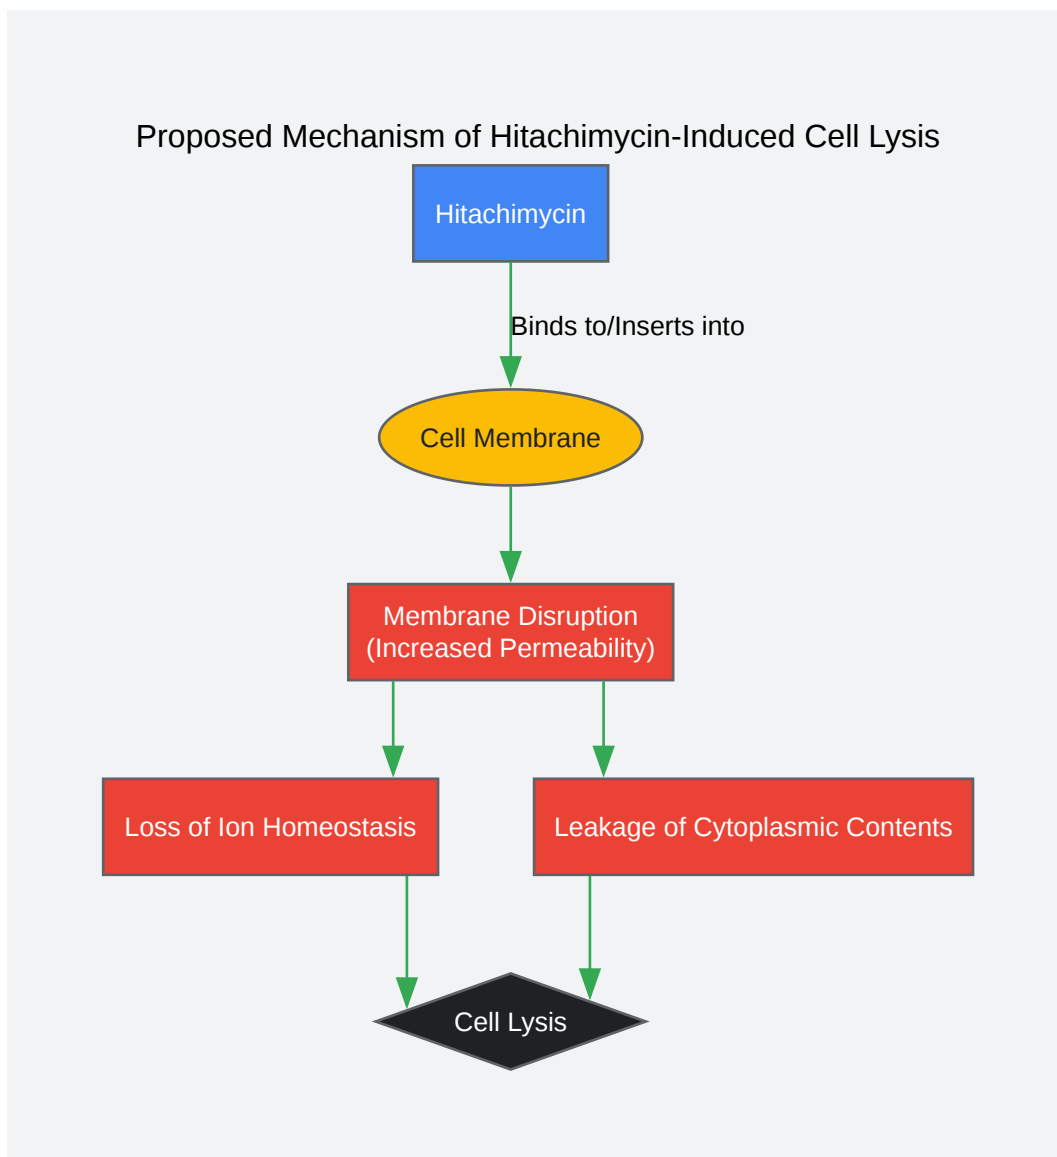 Proposed Mechanism of Hitachimycin-Induced Cell Lysis
Hitachimycin
Binds to/Inserts into
Cell Membrane
Membrane Disruption
(Increased Permeability)
Loss of Ion Homeostasis
Leakage of Cytoplasmic Contents
Cell Lysis